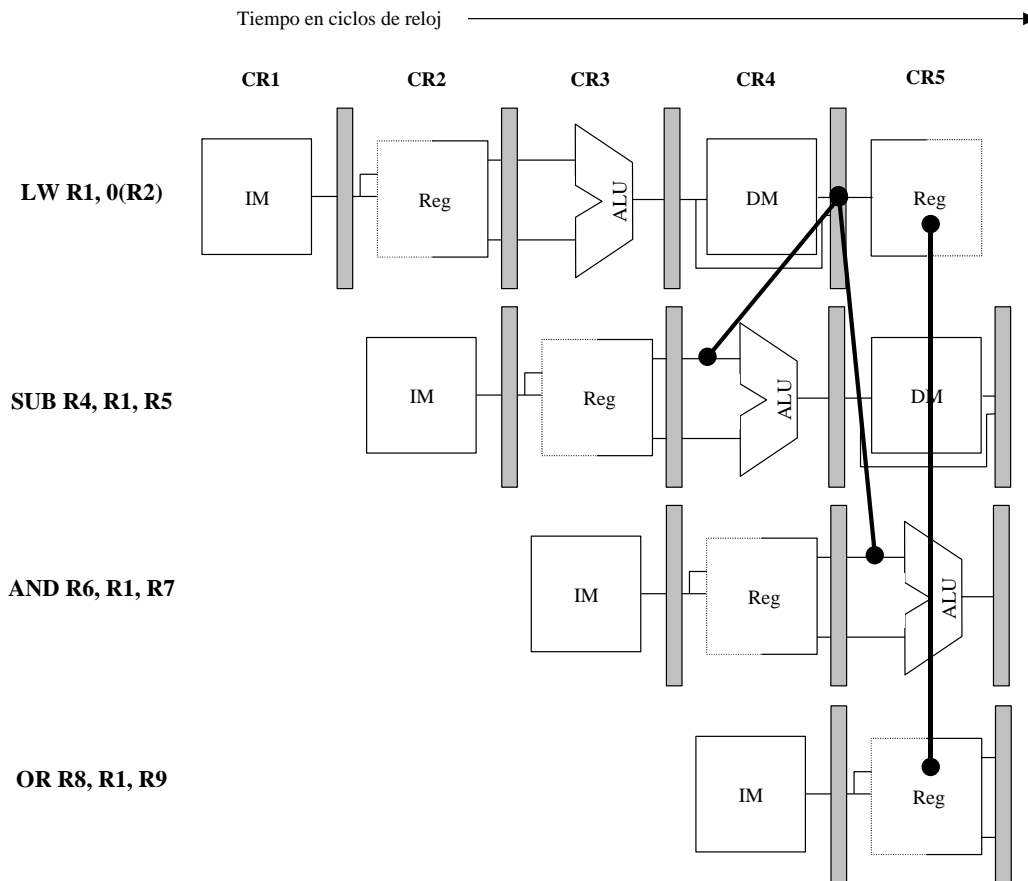 Tiempo en ciclos de reloj
CR1 CR2 CR3 CR4 CR5
LW R1, 0(R2) IM Reg ALU DM Reg
SUB R4, R1, R5 IM Reg ALU DM
AND R6, R1, R7 IM Reg ALU
OR R8, R1, R9 IM Reg